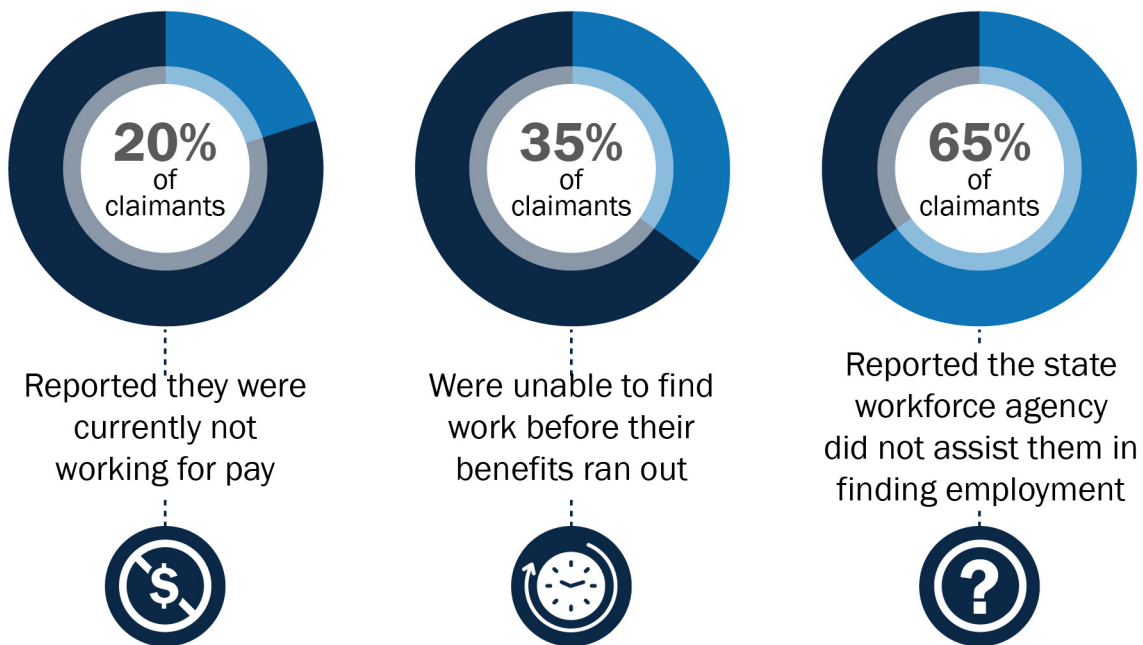 20%
of
claimants
Reported they were
currently not
working for pay
$
35%
of
claimants
Were unable to find
work before their
benefits ran out
65%
of
claimants
Reported the state
workforce agency
did not assist them in
finding employment
?